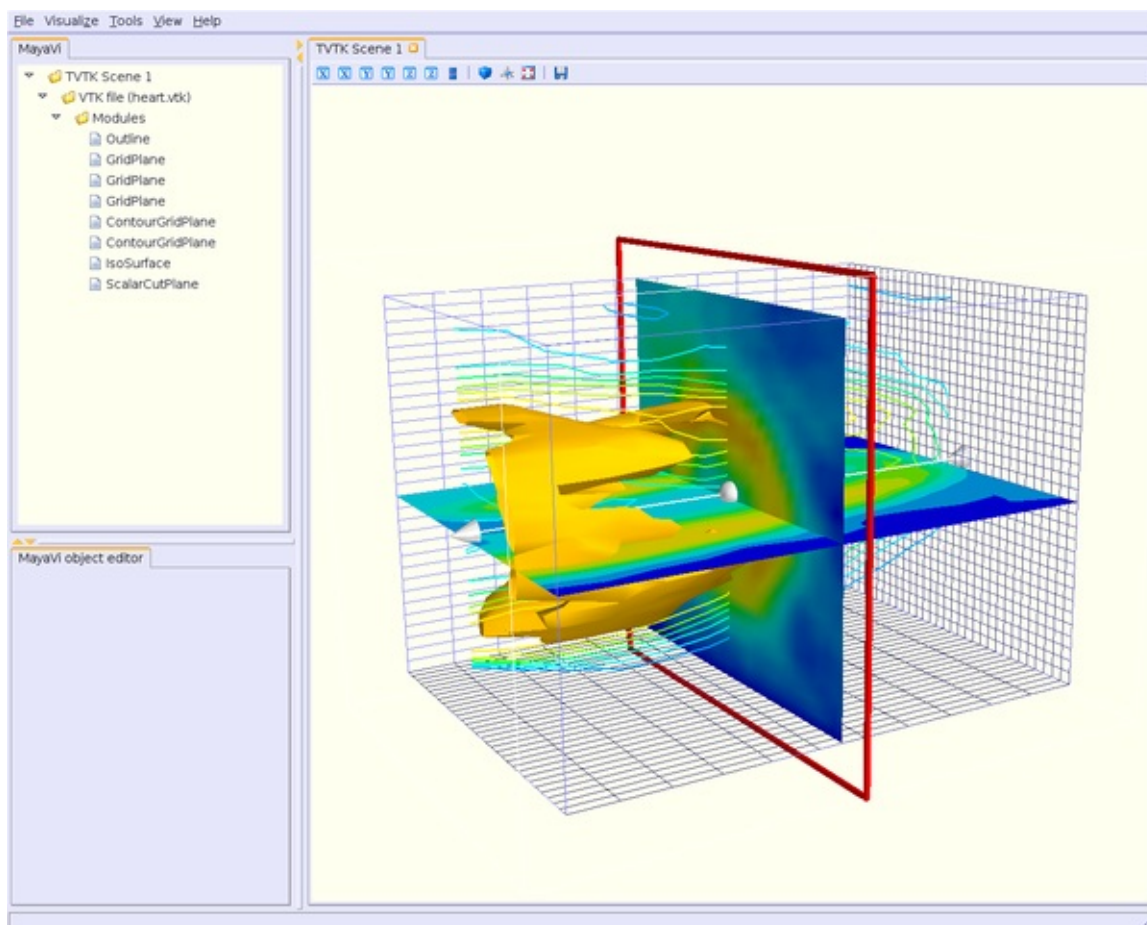 File Visualize Tools View Help
MayaVi
TVTK Scene 1
VTK file (heart.vtk)
Modules
Outline
GridPlane
GridPlane
GridPlane
ContourGridPlane
ContourGridPlane
IsoSurface
ScalarCutPlane
MayaVi object editor
TVTK Scene 1
X X Y Y Z Z